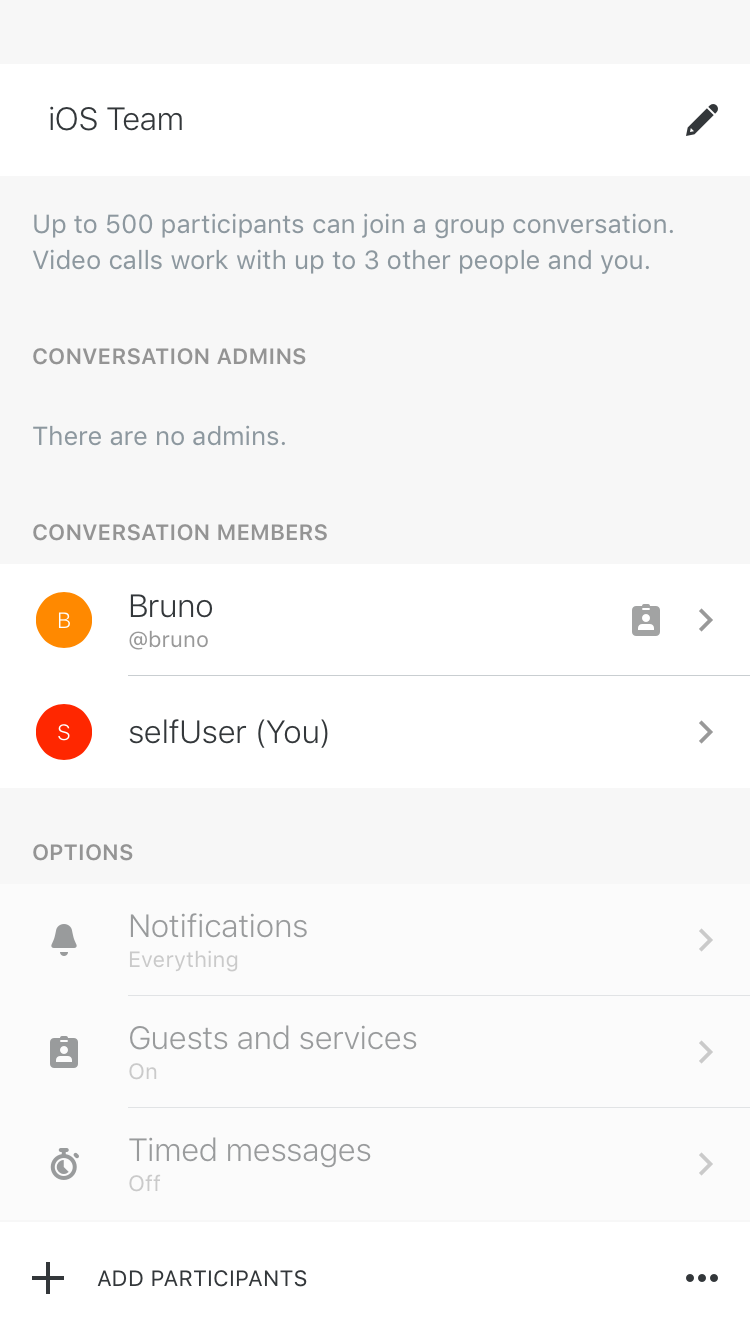 iOS Team
Up to 500 participants can join a group conversation.
Video calls work with up to 3 other people and you.
CONVERSATION ADMINS
There are no admins.
CONVERSATION MEMBERS
B
Bruno
@bruno
S
selfUser (You)
OPTIONS
Notifications
Everything
Guests and services
On
Timed messages
Off
ADD PARTICIPANTS